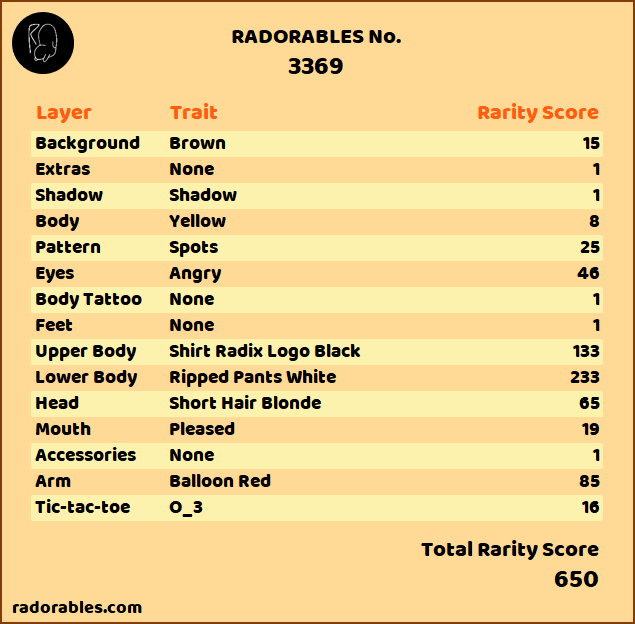 RADORABLES No.
3369
Layer Trait Rarity Score
Background Brown 15
Extras None 1
Shadow Shadow 1
Body Yellow 8
Pattern Spots 25
Eyes Angry 46
Body Tattoo None 1
Feet None 1
Upper Body Shirt Radix Logo Black 133
Lower Body Ripped Pants White 233
Head Short Hair Blonde 65
Mouth Pleased 19
Accessories None 1
Arm Balloon Red 85
Tic-tac-toe O_3 16
Total Rarity Score
650
radorables.com